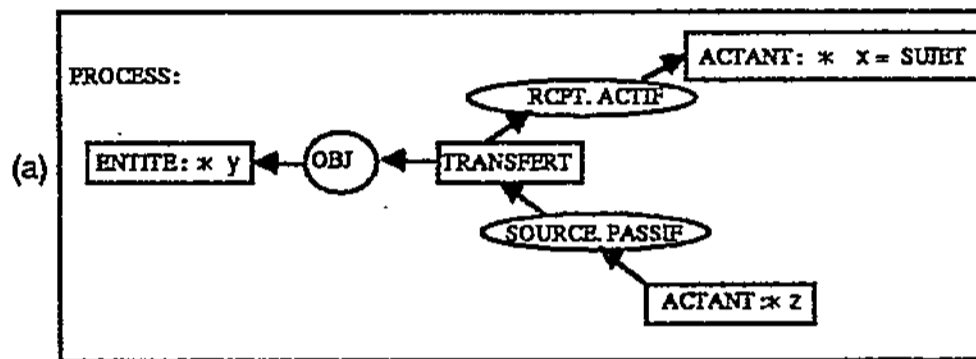 ACTANT: * x = SUJET
PROCESS:
RCPT. ACTIF
(a)
ENTITE: * y
OBJ
TRANSFERT
SOURCE. PASSIF
ACTANT:* z